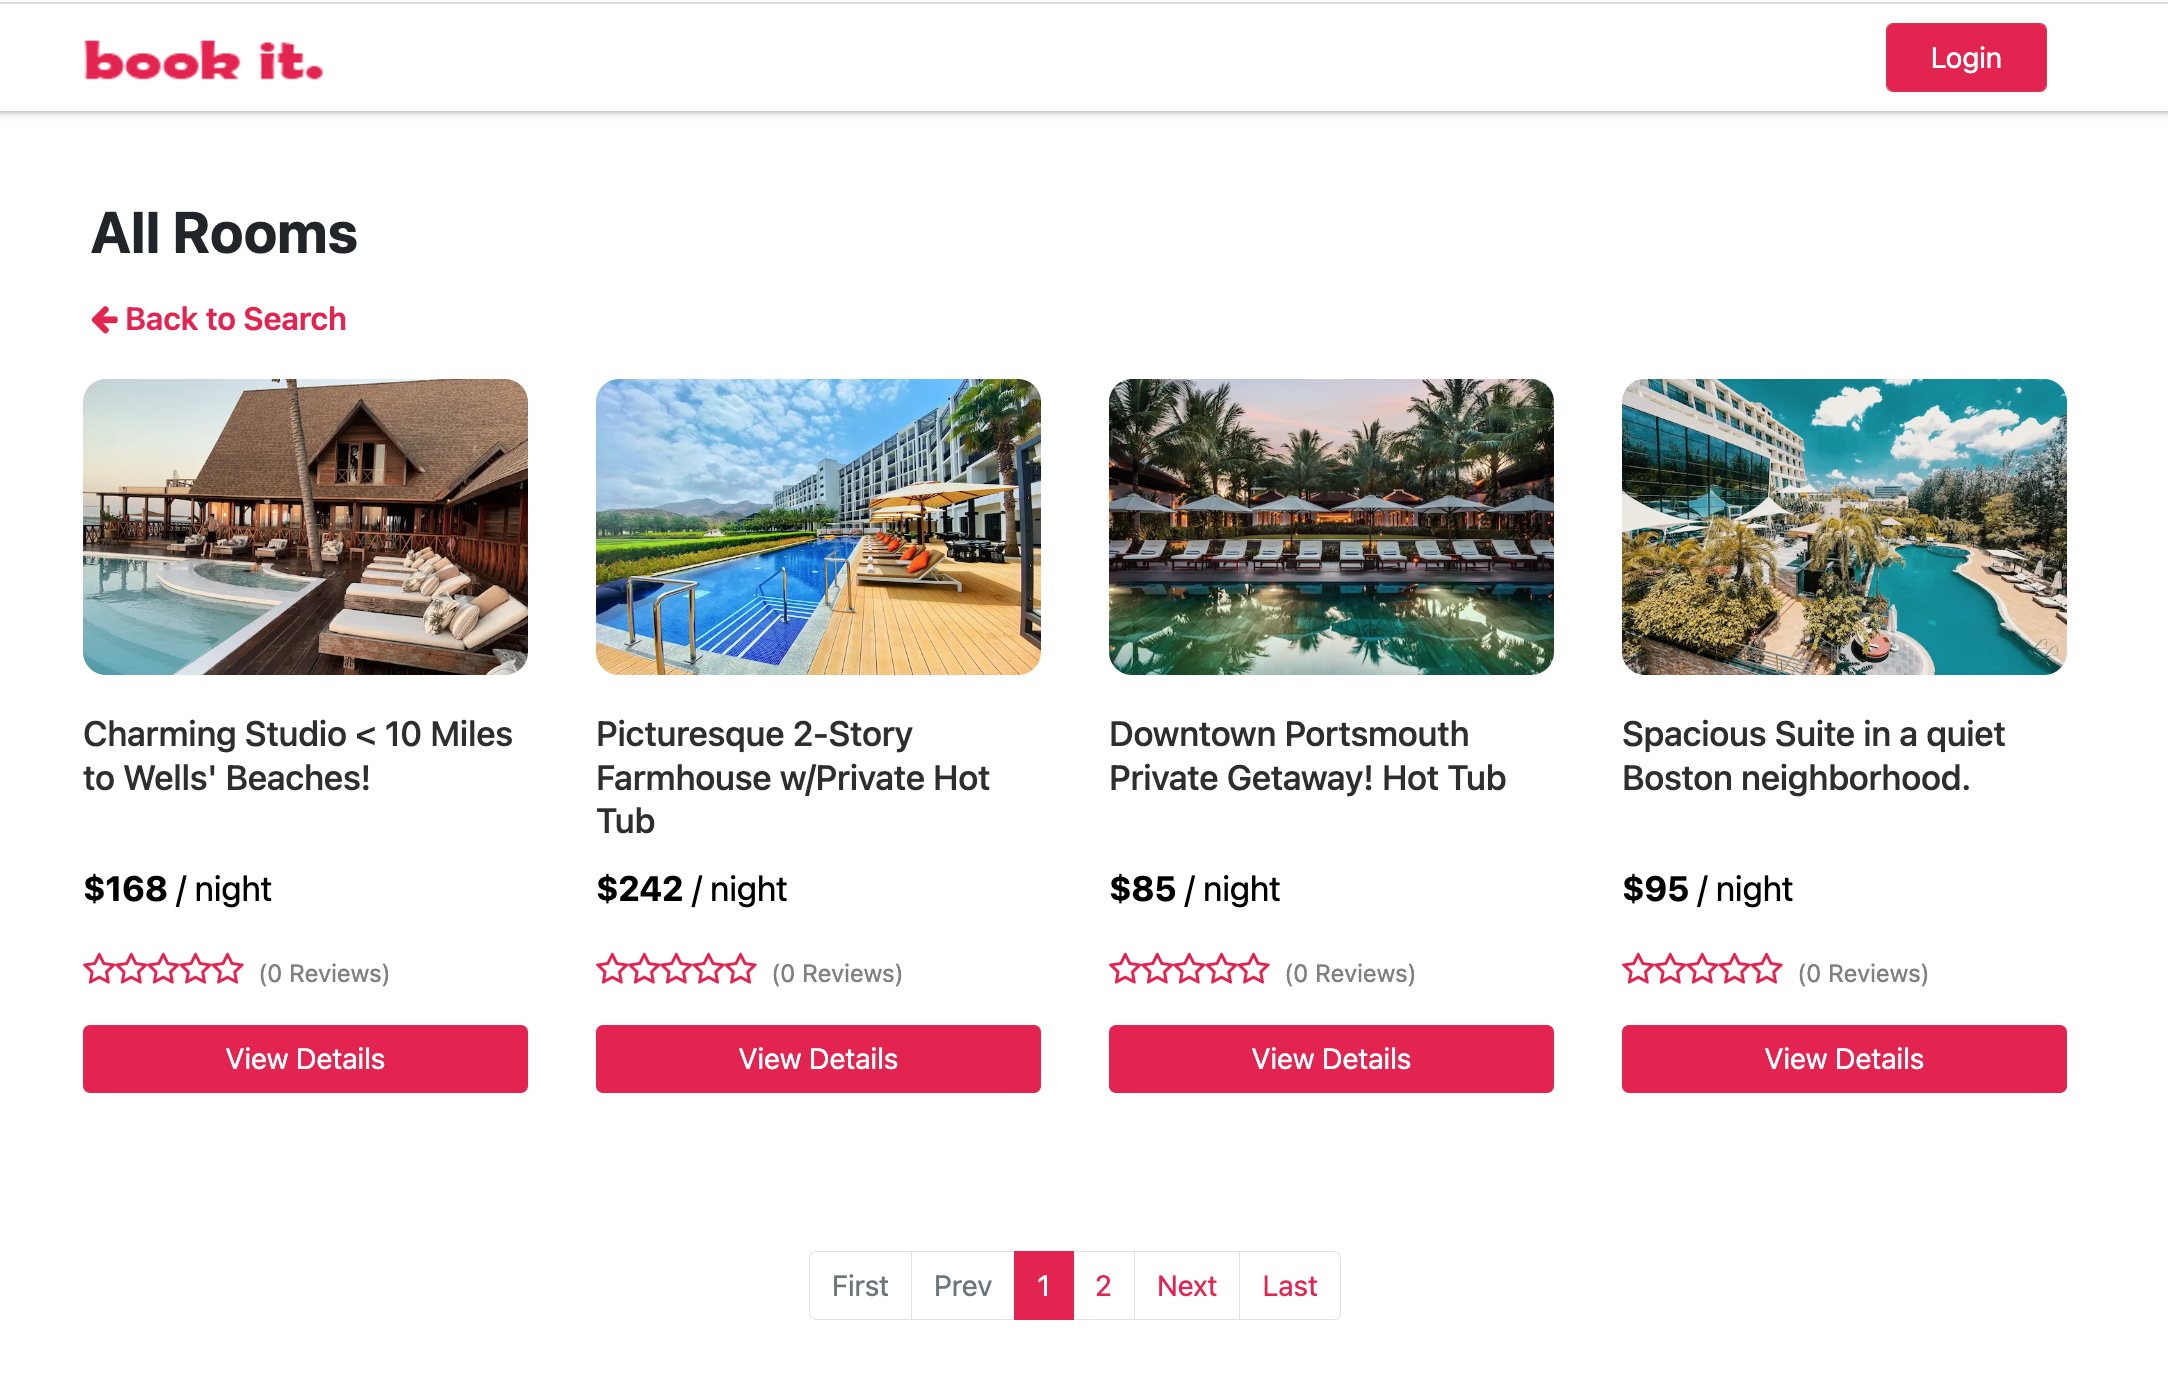 book it.
Login
All Rooms
Back to Search
Charming Studio < 10 Miles
to Wells' Beaches!
$168 / night
(0 Reviews)
View Details
Picturesque 2-Story
Farmhouse w/Private Hot
Tub
$242 / night
(0 Reviews)
View Details
Downtown Portsmouth
Private Getaway! Hot Tub
$85 / night
(0 Reviews)
View Details
Spacious Suite in a quiet
Boston neighborhood.
$95 / night
(0 Reviews)
View Details
First Prev 1 2 Next Last